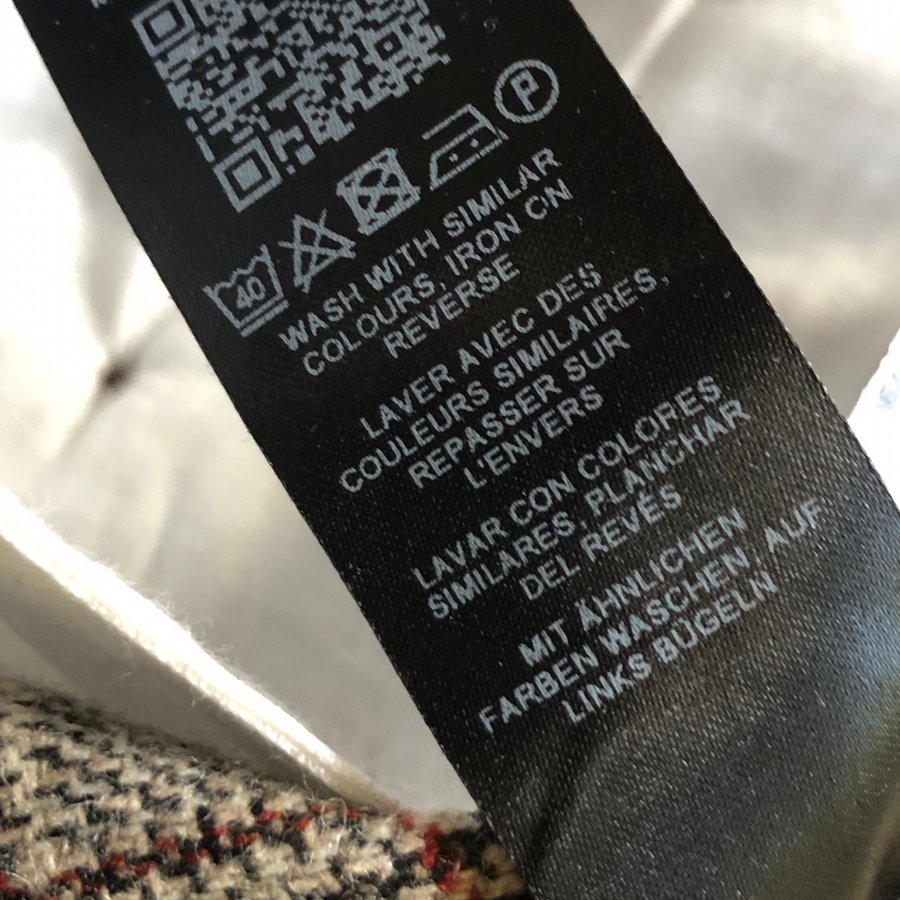 P
40
WASH WITH SIMILAR
COLOURS, IRON ON
REVERSE
LAVER AVEC DES
COULEURS SIMILAIRES,
REPASSER SUR
L'ENVERS
LAVAR CON COLORES
SIMILARES, PLANCHAR
DEL REVÉS
MIT ÄHNLICHEN
FARBEN WASCHEN, AUF
LINKS BÜGELN